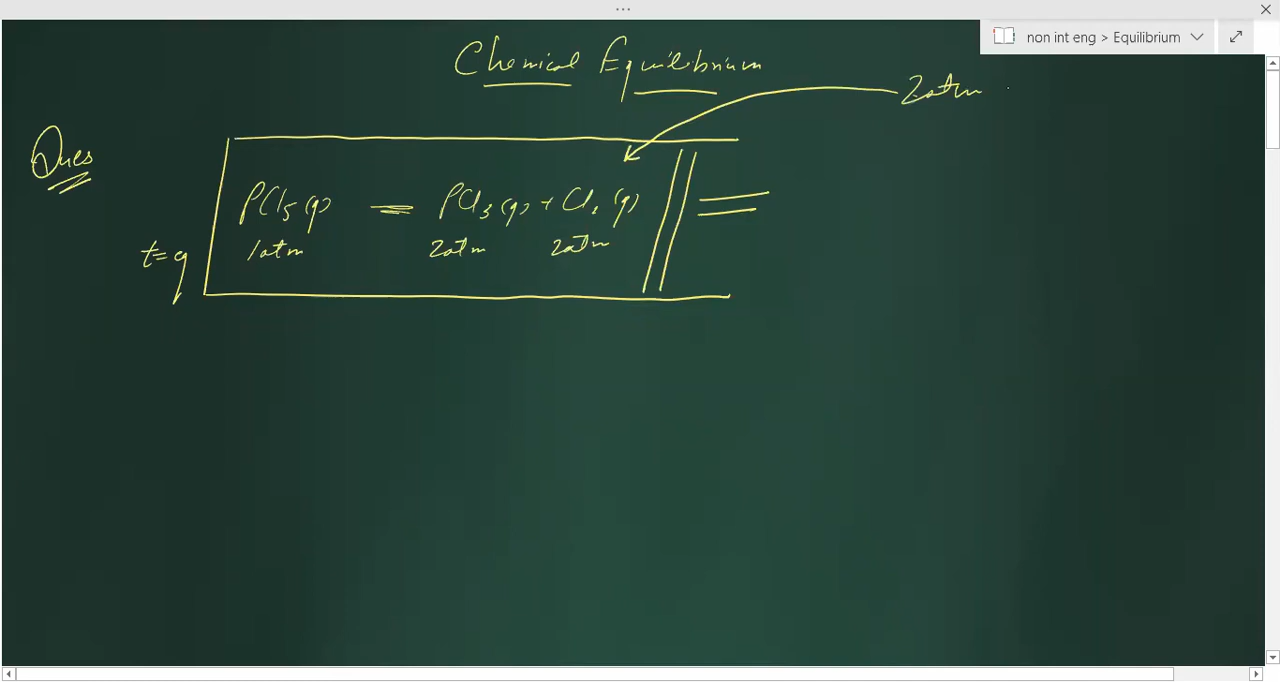 non int eng > Equilibrium
Chemical Equilibrium
2atm
Ques
PCl₅(g) = PCl₃(g) + Cl₂(g)
t=eq 1atm 2atm 2atm